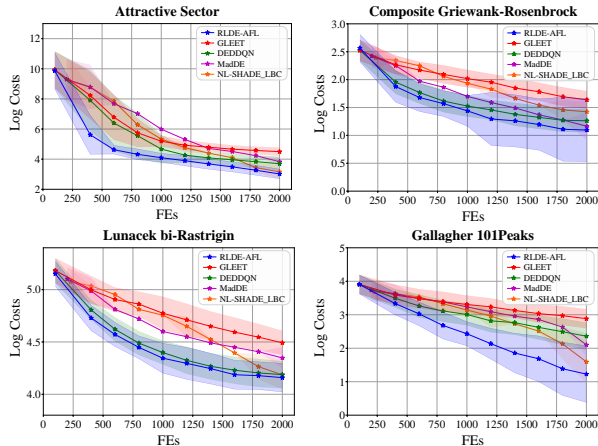 Attractive Sector
Log Costs
12
10
8
6
4
2
0 250 500 750 1000 1250 1500 1750 2000
FEs
RLDE-AFL
GLEET
DEDDQN
MadDE
NL-SHADE_LBC
Composite Griewank-Rosenbrock
Log Costs
3.0
2.5
2.0
1.5
1.0
0.5
0.0
0 250 500 750 1000 1250 1500 1750 2000
FEs
RLDE-AFL
GLEET
DEDDQN
MadDE
NL-SHADE_LBC
Lunacek bi-Rastrigin
Log Costs
5.0
4.5
4.0
0 250 500 750 1000 1250 1500 1750 2000
FEs
RLDE-AFL
GLEET
DEDDQN
MadDE
NL-SHADE_LBC
Gallagher 101Peaks
Log Costs
5
4
3
2
1
0
0 250 500 750 1000 1250 1500 1750 2000
FEs
RLDE-AFL
GLEET
DEDDQN
MadDE
NL-SHADE_LBC